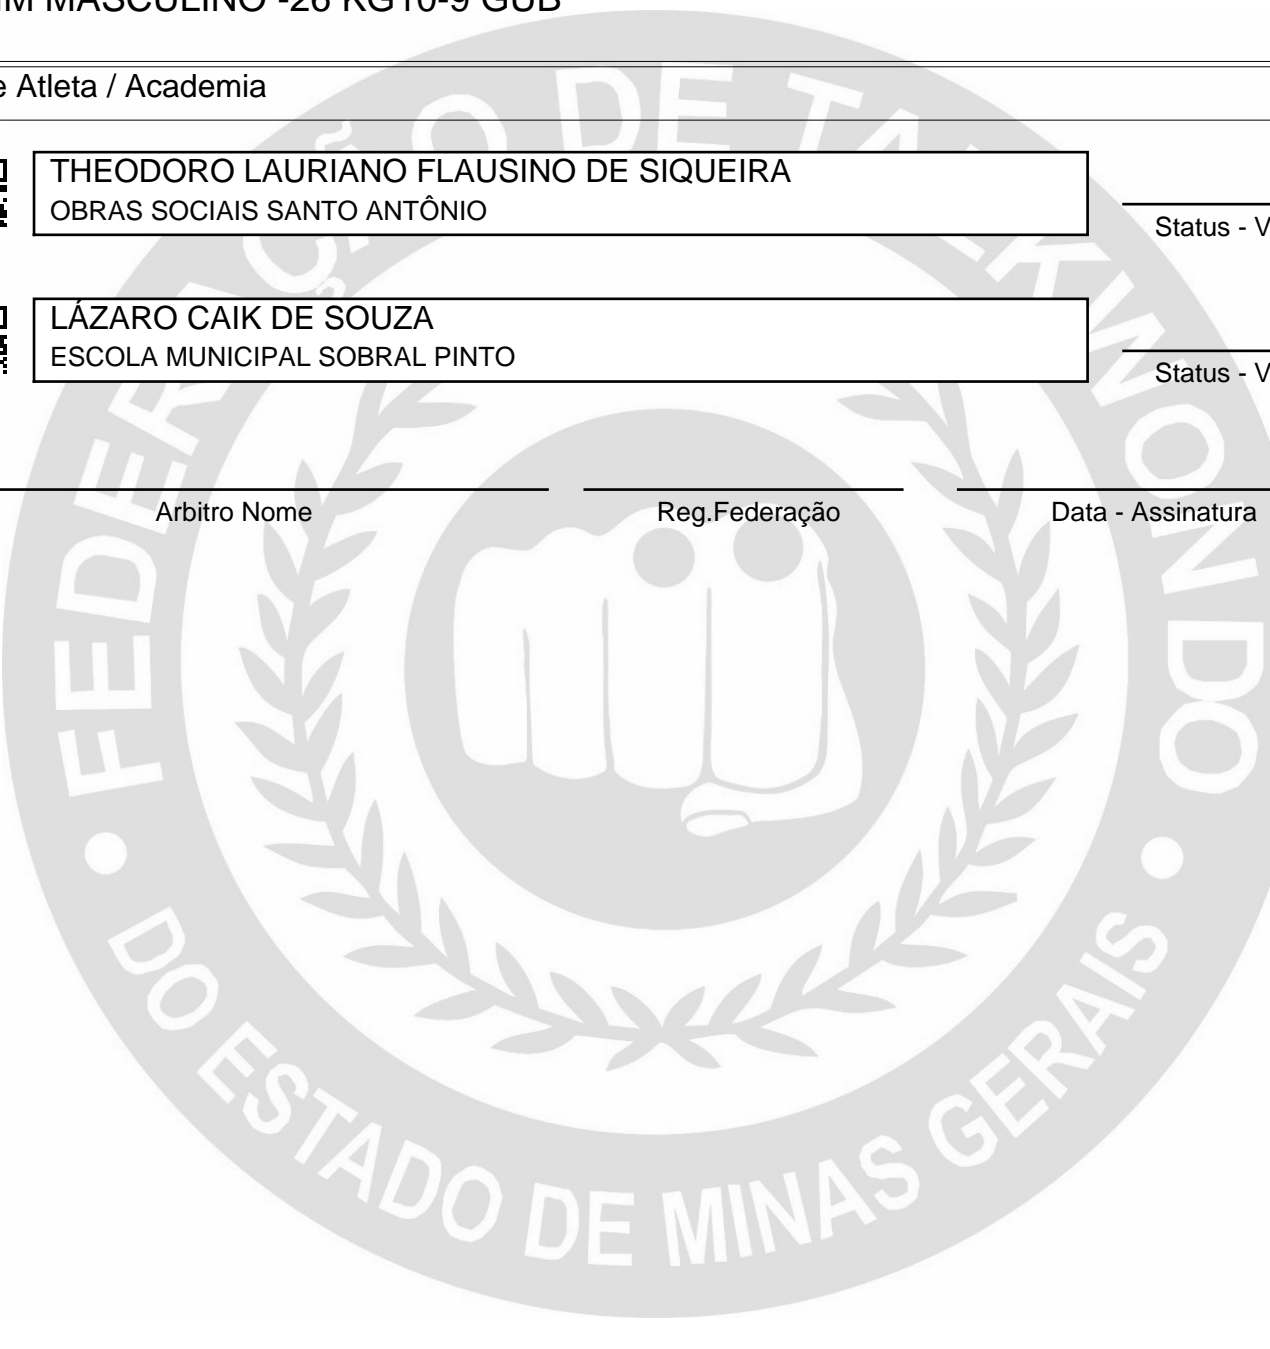 MASCULINO -26 KG10-9 GUB
Atleta / Academia
THEODORO LAURIANO FLAUSINO DE SIQUEIRA
OBRAS SOCIAIS SANTO ANTÔNIO
Status - V
LÁZARO CAIK DE SOUZA
ESCOLA MUNICIPAL SOBRAL PINTO
Status - V
Arbitro Nome
Reg.Federação
Data - Assinatura
FEDERAÇÃO DE TAEKWONDO
DO ESTADO DE MINAS GERAIS